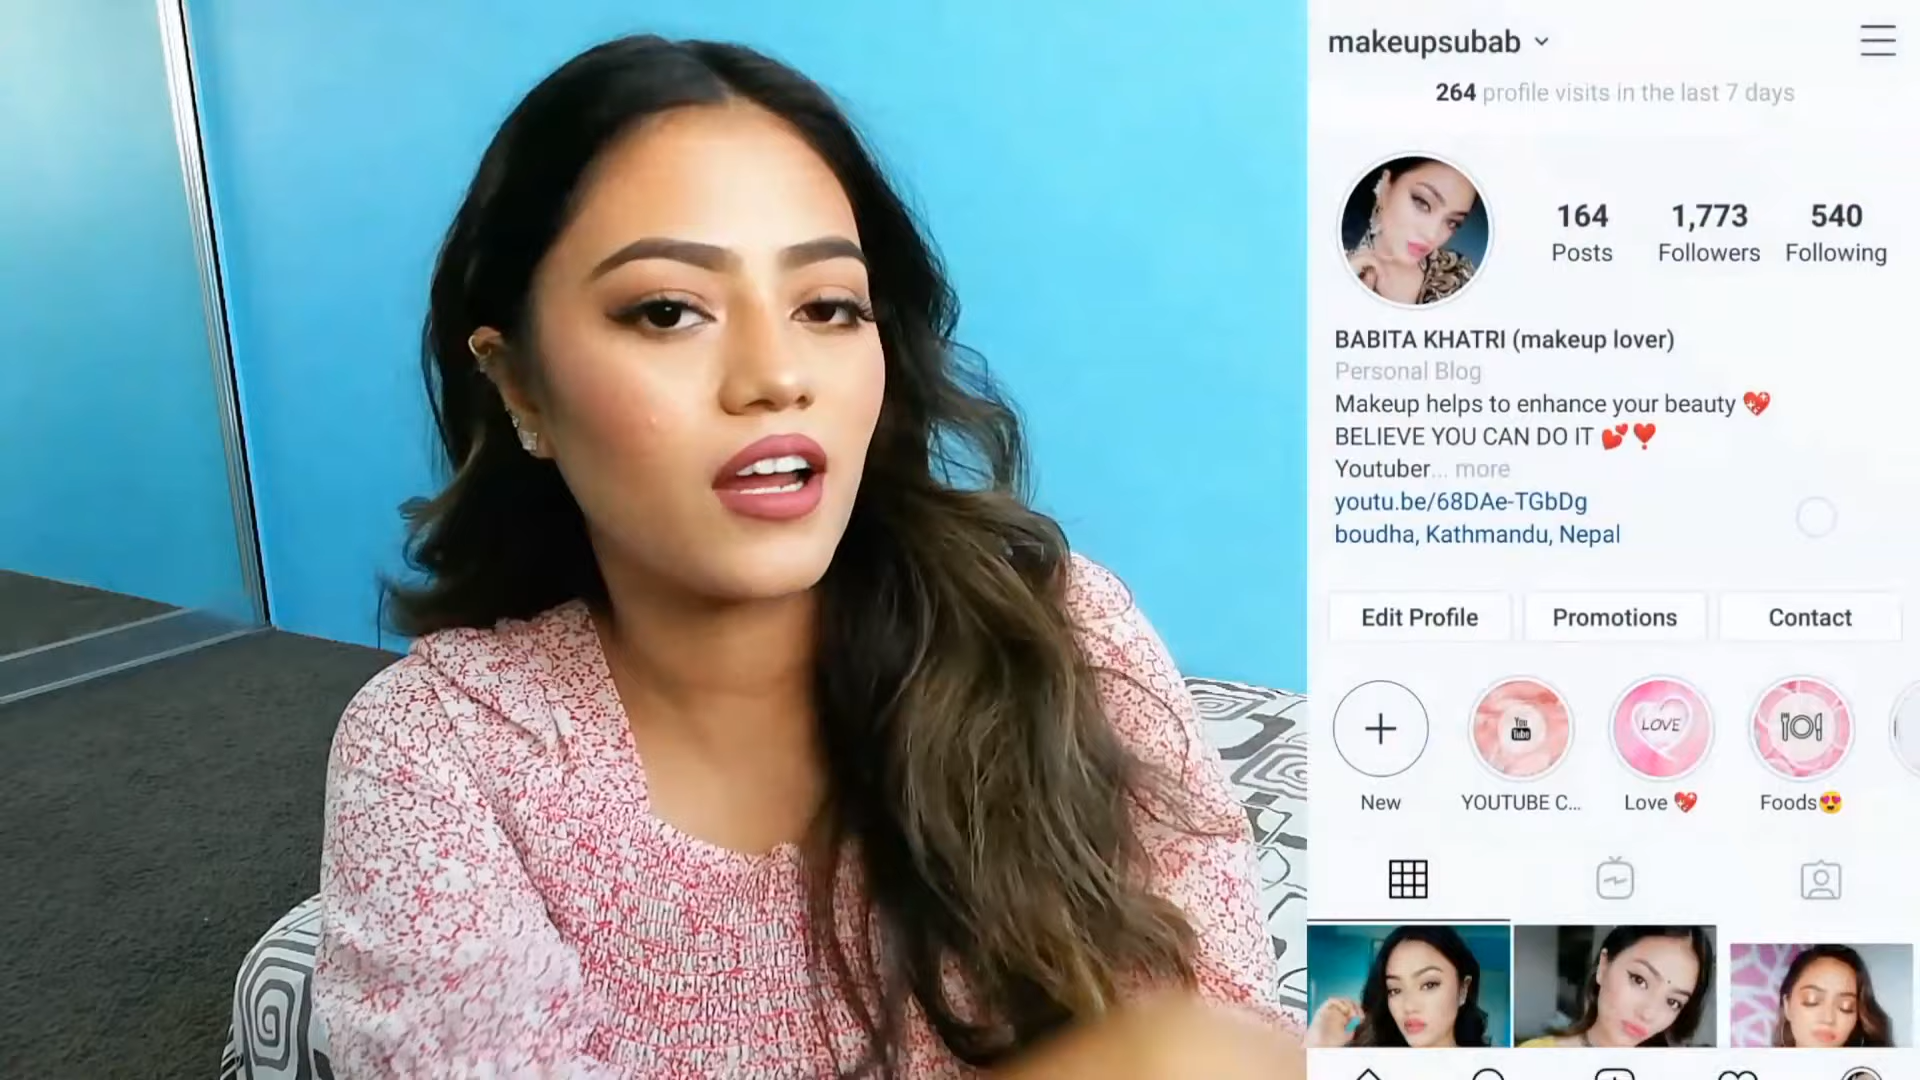 makeupsubab
264 profile visits in the last 7 days
164 1,773 540
Posts Followers Following
BABITA KHATRI (makeup lover)
Personal Blog
Makeup helps to enhance your beauty 💖
BELIEVE YOU CAN DO IT 💕❣️
Youtuber... more
youtu.be/68DAe-TGbDg
boudha, Kathmandu, Nepal
Edit Profile Promotions Contact
You
Tube
LOVE
New YOUTUBE C... Love 💖 Foods😍